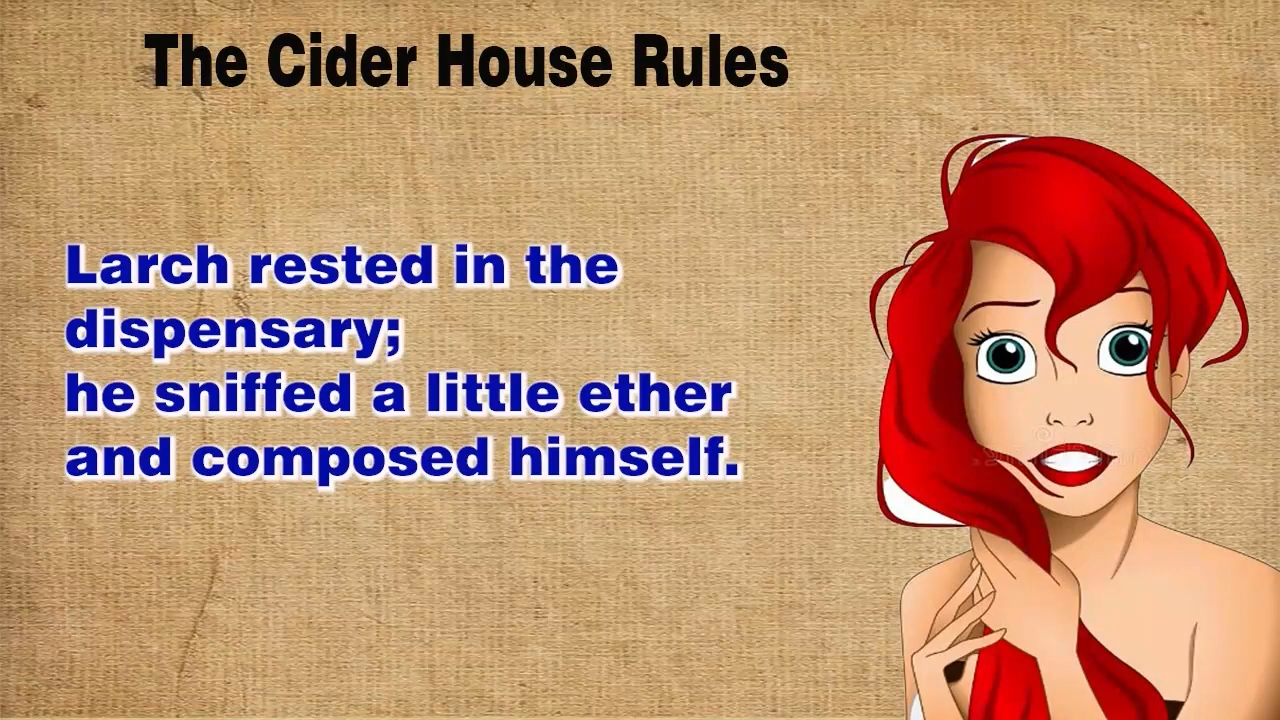 The Cider House Rules
Larch rested in the
dispensary;
he sniffed a little ether
and composed himself.